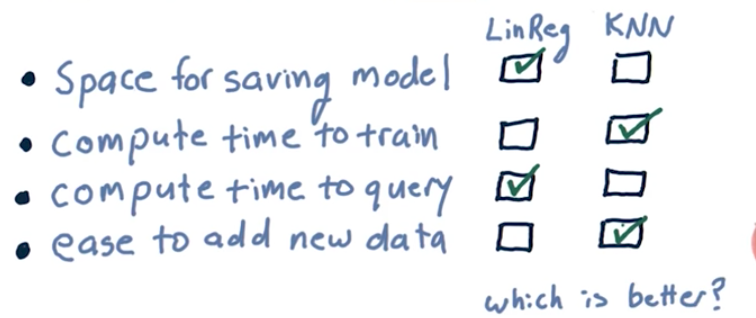 LinReg KNN
• Space for saving model
• compute time to train
• compute time to query
• ease to add new data
which is better?